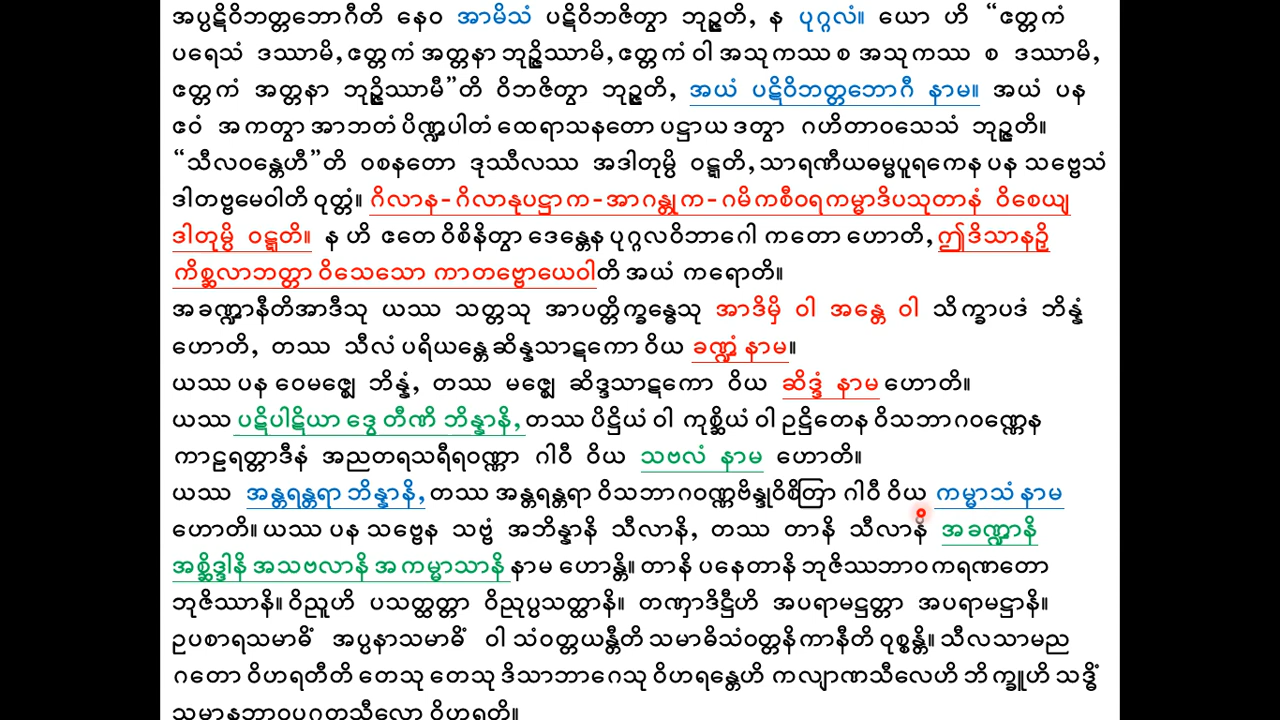 အပ္ပဋိဝိဘတ္တဘောဂီတိ နေဝ အာမိသံ ပဋိဝိဘဇိတွာ ဘုဉ္ဇတိ, န ပုဂ္ဂလံ။ ယော ဟိ “ဧတ္တကံ
ပရေသံ ဒဿာမိ, ဧတ္တကံ အတ္တနာ ဘုဉ္ဇိဿာမိ, ဧတ္တကံ ဝါ အသုကဿ စ အသုကဿ စ ဒဿာမိ,
ဧတ္တကံ အတ္တနာ ဘုဉ္ဇိဿာမီ”တိ ဝိဘဇိတွာ ဘုဉ္ဇတိ, အယံ ပဋိဝိဘတ္တဘောဂီ နာမ။ အယံ ပန
ဧဝံ အကတွာ အာဘတံ ပိဏ္ဍပါတံ ထေရာသနတော ပဋ္ဌာယ ဒတွာ ဂဟိတာဝသေသံ ဘုဉ္ဇတိ။
“သီလဝန္တေဟီ”တိ ဝစနတော ဒုဿီလဿ အဒါတုမ္ပိ ဝဋ္ဋတိ, သာရဏီယဓမ္မပူရကေန ပန သဗ္ဗေသံ
ဒါတဗ္ဗမေဝါတိ ဝုတ္တံ။ ဂိလာန-ဂိလာနုပဋ္ဌာက-အာဂန္တုက-ဂမိကစီဝရကမ္မာဒိပသုတာနံ ဝိစေယျ
ဒါတုမ္ပိ ဝဋ္ဋတိ။ န ဟိ ဧတေ ဝိစိနိတွာ ဒေန္တေန ပုဂ္ဂလဝိဘာဂေါ ကတော ဟောတိ, ဤဒိသာနဉှိ
ကိစ္ဆလာဘတ္တာ ဝိသေသော ကာတဗ္ဗောယေဝါတိ အယံ ကရောတိ။
အခဏ္ဍာနီတိအာဒီသု ယဿ သတ္တသု အာပတ္တိက္ခန္ဓေသု အာဒိမှိ ဝါ အန္တေ ဝါ သိက္ခာပဒံ ဘိန္နံ
ဟောတိ, တဿ သီလံ ပရိယန္တေ ဆိန္နသာဋကော ဝိယ ခဏ္ဍံ နာမ။
ယဿ ပန ဝေမဇ္ဈေ ဘိန္နံ, တဿ မဇ္ဈေ ဆိဒ္ဒသာဋကော ဝိယ ဆိဒ္ဒံ နာမ ဟောတိ။
ယဿ ပဋိပါဋိယာ ဒွေ တီဏိ ဘိန္နာနိ, တဿ ပိဋ္ဌိယံ ဝါ ကုစ္ဆိယံ ဝါ ဥဋ္ဌိတေန ဝိသဘာဂဝဏ္ဏေန
ကာဠရတ္တာဒီနံ အညတရသရီရဝဏ္ဏာ ဂါဝီ ဝိယ သဗလံ နာမ ဟောတိ။
ယဿ အန္တရန္တရာ ဘိန္နာနိ, တဿ အန္တရန္တရာ ဝိသဘာဂဝဏ္ဏဗိန္ဒုဝိစိတြာ ဂါဝီ ဝိယ ကမ္မာသံ နာမ
ဟောတိ။ ယဿ ပန သဗ္ဗေန သဗ္ဗံ အဘိန္နာနိ သီလာနိ, တဿ တာနိ သီလာနိ အခဏ္ဍာနိ
အစ္ဆိဒ္ဒါနိ အသဗလာနိ အကမ္မာသာနိ နာမ ဟောန္တိ။ တာနိ ပနေတာနိ ဘုဇိဿဘာဝကရဏတော
ဘုဇိဿာနိ။ ဝိညူဟိ ပသတ္ထတ္တာ ဝိညုပ္ပသတ္ထာနိ။ တဏှာဒိဋ္ဌီဟိ အပရာမဋ္ဌတ္တာ အပရာမဋ္ဌာနိ။
ဥပစာရသမာဓိံ အပ္ပနာသမာဓိံ ဝါ သံဝတ္တယန္တီတိ သမာဓိသံဝတ္တနိကာနီတိ ဝုစ္စန္တိ။ သီလသာမည
ဂတော ဝိဟရတီတိ တေသု တေသု ဒိသာဘာဂေသု ဝိဟရန္တေဟိ ကလျာဏသီလေဟိ ဘိက္ခူဟိ သဒ္ဓိံ
သမာနဘာဝူပဂတသီလော ဝိဟရတိ။